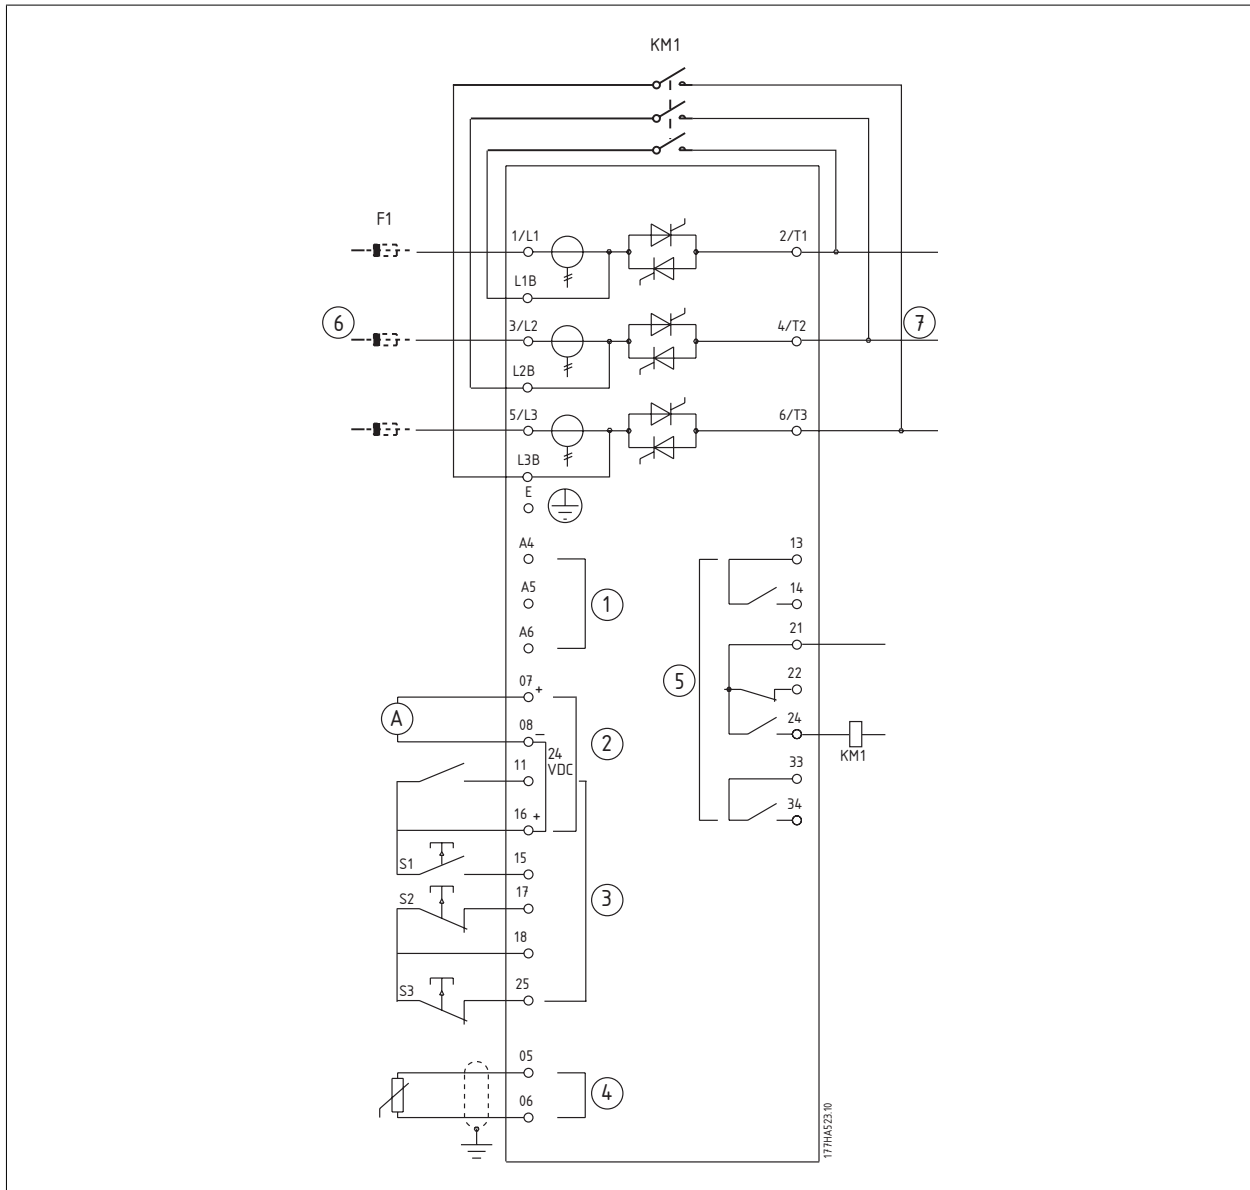 KM1
F1
1/L1
2/T1
L1B
6
3/L2
4/T2
7
L2B
5/L3
6/T3
L3B
E
A4
13
A5
1
14
A6
21
5
07 +
22
A
08 −
2
24
24
VDC
KM1
11
33
16 +
34
S1
15
S2
17
3
18
S3
25
05
4
06
177HA523.10